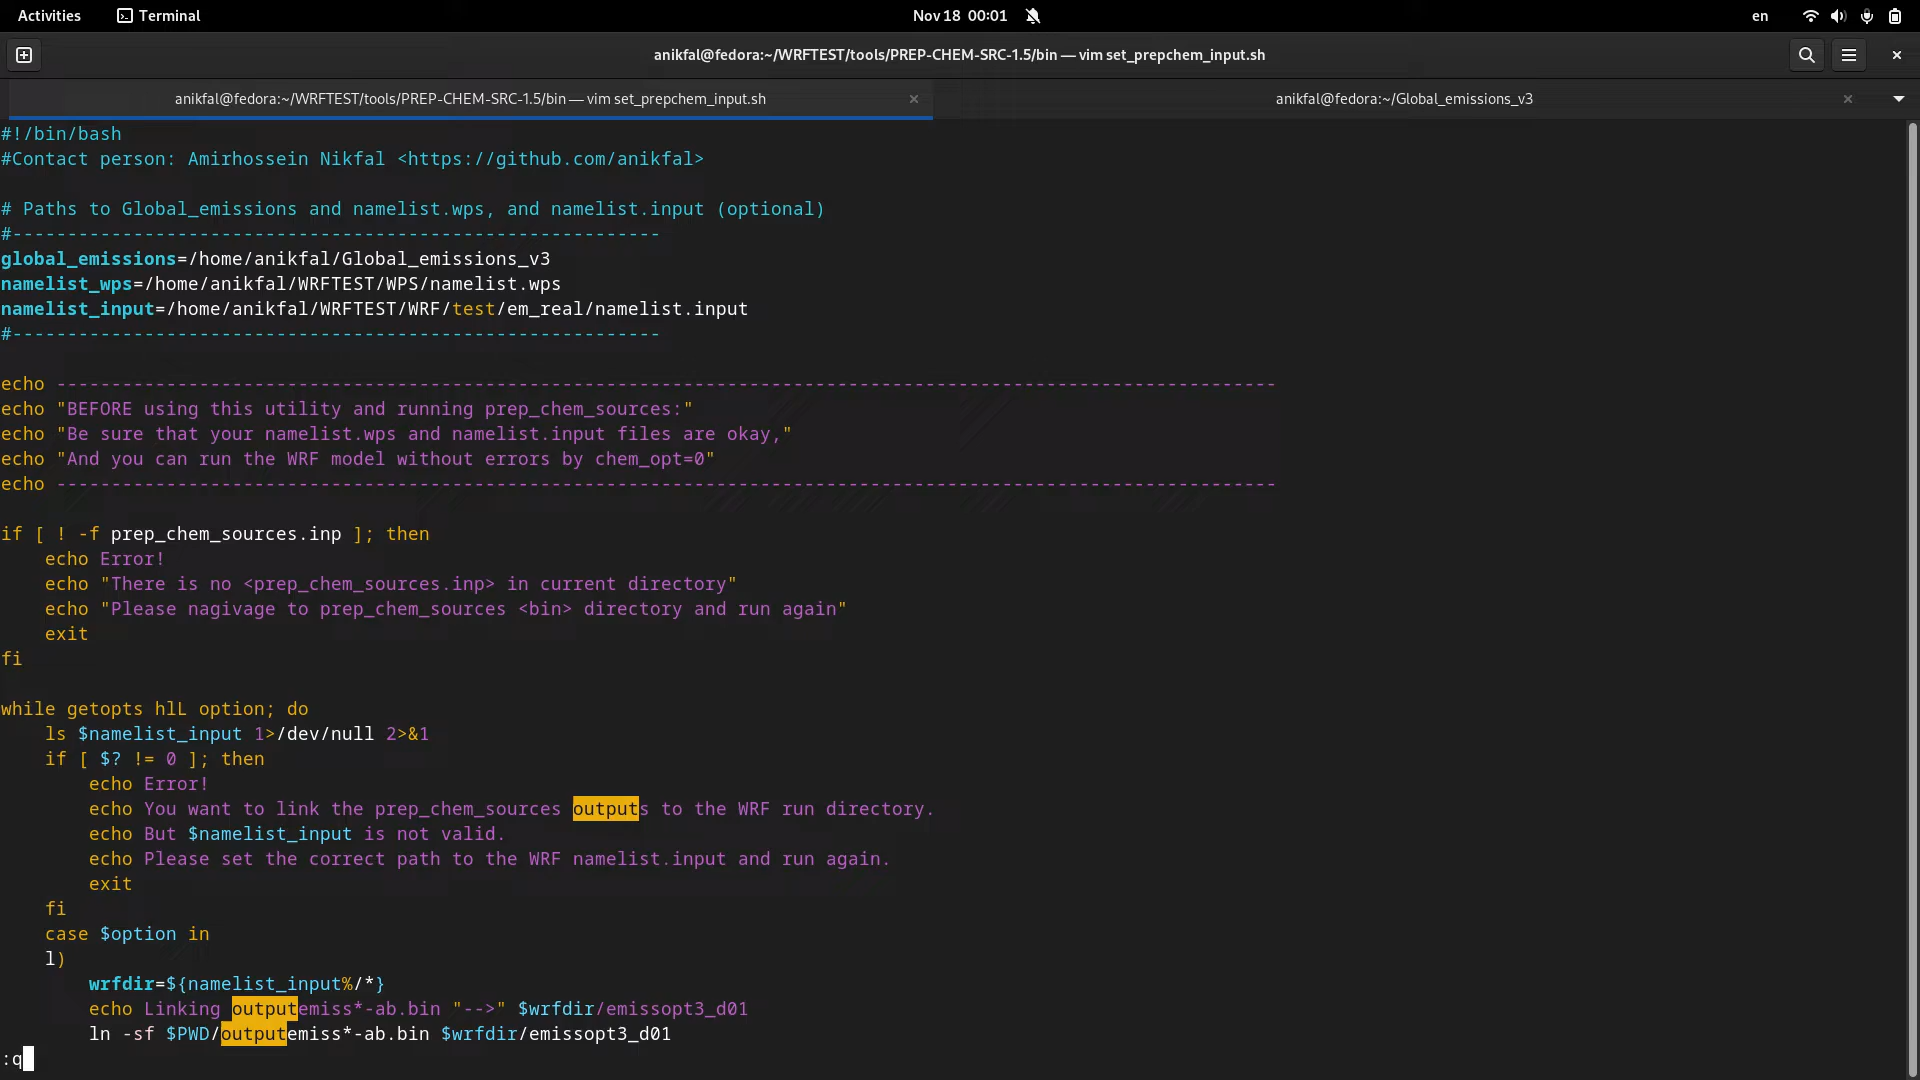 Activities
Terminal
Nov 18 00:01
en
anikfal@fedora:~/WRFTEST/tools/PREP-CHEM-SRC-1.5/bin — vim set_prepchem_input.sh
anikfal@fedora:~/WRFTEST/tools/PREP-CHEM-SRC-1.5/bin — vim set_prepchem_input.sh
anikfal@fedora:~/Global_emissions_v3
#!/bin/bash
#Contact person: Amirhossein Nikfal <https://github.com/anikfal>
# Paths to Global_emissions and namelist.wps, and namelist.input (optional)
#-----------------------------------------------------------
global_emissions=/home/anikfal/Global_emissions_v3
namelist_wps=/home/anikfal/WRFTEST/WPS/namelist.wps
namelist_input=/home/anikfal/WRFTEST/WRF/test/em_real/namelist.input
#-----------------------------------------------------------
echo ---------------------------------------------------------------------------------------------------------------
echo "BEFORE using this utility and running prep_chem_sources:"
echo "Be sure that your namelist.wps and namelist.input files are okay,"
echo "And you can run the WRF model without errors by chem_opt=0"
echo ---------------------------------------------------------------------------------------------------------------
if [ ! -f prep_chem_sources.inp ]; then
    echo Error!
    echo "There is no <prep_chem_sources.inp> in current directory"
    echo "Please nagivage to prep_chem_sources <bin> directory and run again"
    exit
fi
while getopts hlL option; do
    ls $namelist_input 1>/dev/null 2>&1
    if [ $? != 0 ]; then
        echo Error!
        echo You want to link the prep_chem_sources outputs to the WRF run directory.
        echo But $namelist_input is not valid.
        echo Please set the correct path to the WRF namelist.input and run again.
        exit
    fi
    case $option in
    l)
        wrfdir=${namelist_input%/*}
        echo Linking outputemiss*-ab.bin "-->" $wrfdir/emissopt3_d01
        ln -sf $PWD/outputemiss*-ab.bin $wrfdir/emissopt3_d01
:q